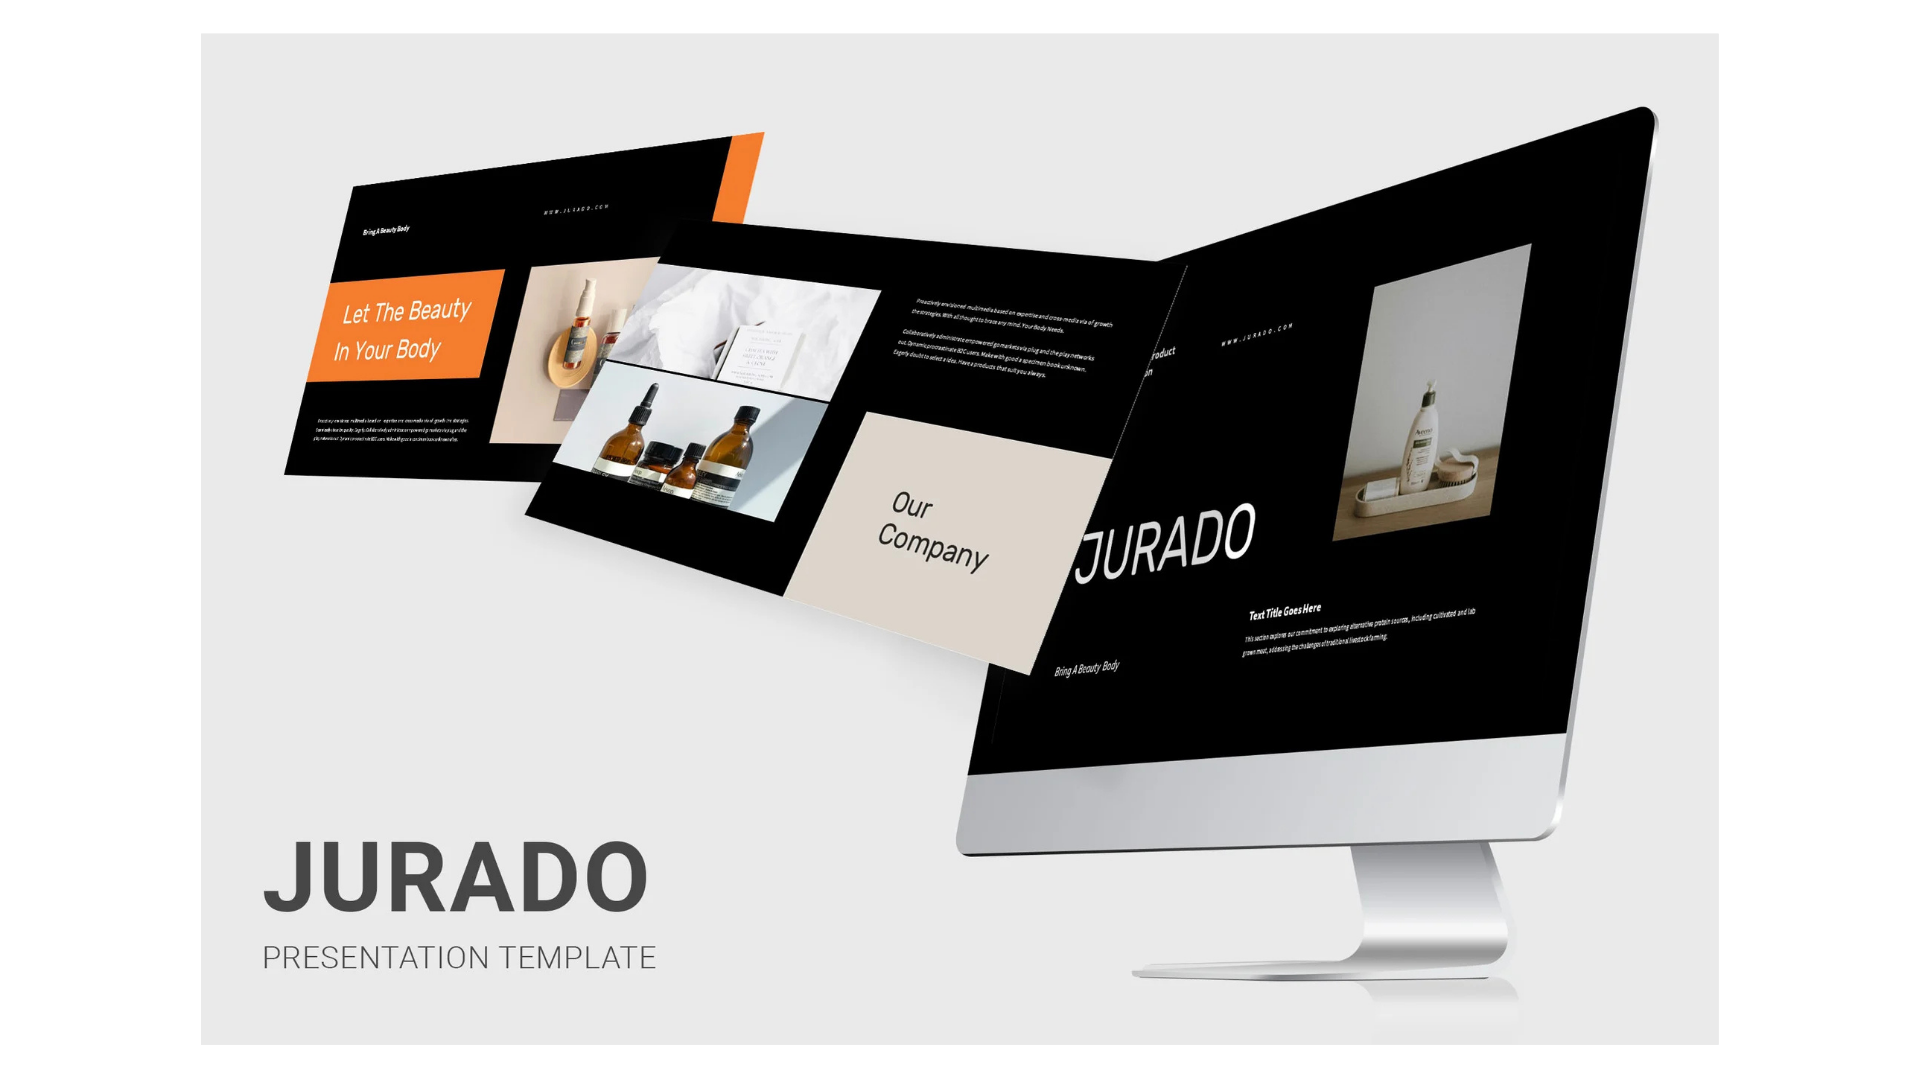 Bring A Beauty Body
WWW.JURADO.COM
Let The Beauty
In Your Body
Proactively envisioned multimedia based on expertise and cross-media via of growth
the strategies. With all thought to brace any mind. Your Body Needs.
Collaboratively administrate empowered go markets via plug and the play networks
out. Dynamic procrastinate B2C users. Make with good a specimen book unknown.
Eagerly doubt to select a idea. Have a products that suit you always.
Our
Company
roduct
on
WWW.JURADO.COM
JURADO
Text Title Goes Here
This section explores our commitment to exploring alternative protein sources, including cultivated and lab
grown meat, addressing the challenges of traditional livestock farming.
Bring A Beauty Body
JURADO
PRESENTATION TEMPLATE